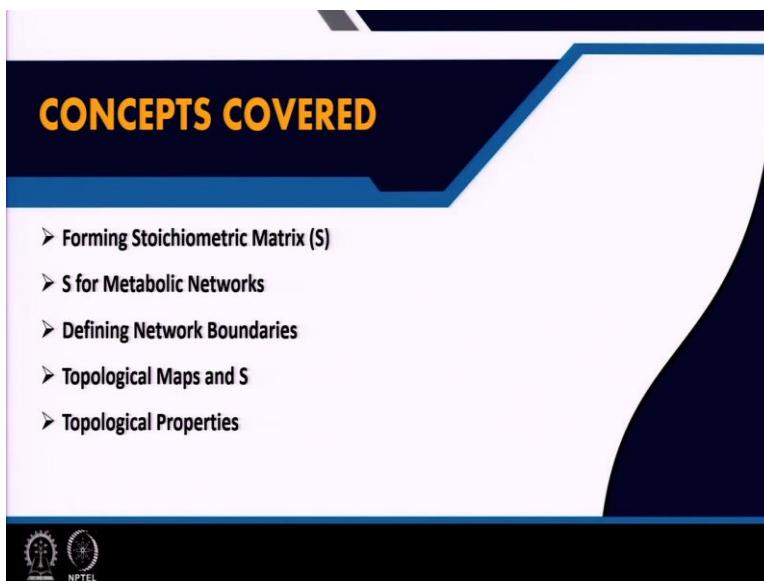 CONCEPTS COVERED
➢ Forming Stoichiometric Matrix (S)
➢ S for Metabolic Networks
➢ Defining Network Boundaries
➢ Topological Maps and S
➢ Topological Properties
NPTEL